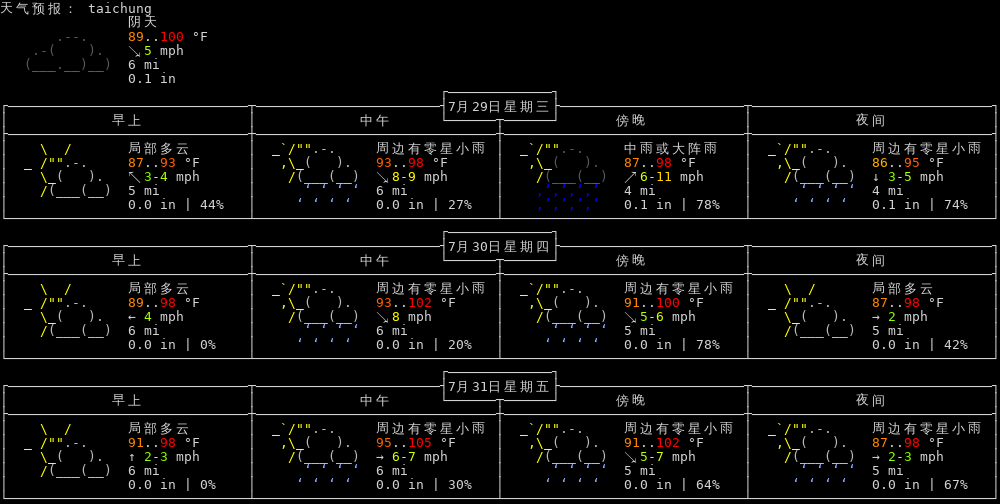 天气预报： taichung
阴天
89..100 °F
↘ 5 mph
6 mi
0.1 in
7月29日星期三
早上 中午 傍晚 夜间
局部多云 周边有零星小雨 中雨或大阵雨 周边有零星小雨
87..93 °F 93..98 °F 87..98 °F 86..95 °F
↖ 3-4 mph ↘ 8-9 mph ↗ 6-11 mph ↓ 3-5 mph
5 mi 6 mi 4 mi 4 mi
0.0 in | 44% 0.0 in | 27% 0.1 in | 78% 0.1 in | 74%
7月30日星期四
早上 中午 傍晚 夜间
局部多云 周边有零星小雨 周边有零星小雨 局部多云
89..98 °F 93..102 °F 91..100 °F 87..98 °F
← 4 mph ↘ 8 mph ↘ 5-6 mph → 2 mph
6 mi 6 mi 5 mi 5 mi
0.0 in | 0% 0.0 in | 20% 0.0 in | 78% 0.0 in | 42%
7月31日星期五
早上 中午 傍晚 夜间
局部多云 周边有零星小雨 周边有零星小雨 周边有零星小雨
91..98 °F 95..105 °F 91..102 °F 87..98 °F
↑ 2-3 mph → 6-7 mph ↘ 5-7 mph → 2-3 mph
6 mi 6 mi 5 mi 5 mi
0.0 in | 0% 0.0 in | 30% 0.0 in | 64% 0.0 in | 67%